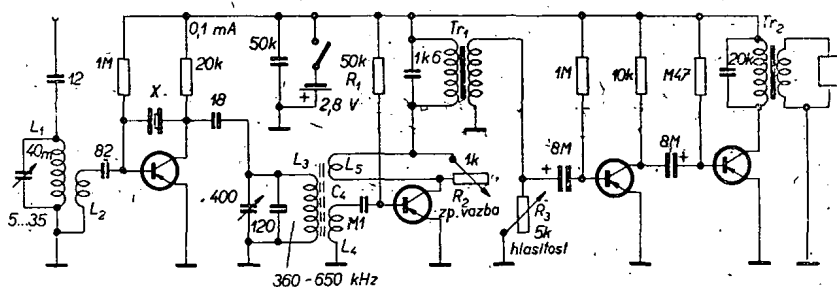 0,1 mA
Tr₁
Tr₂
12
1M
X
20k
18
50k
+
2,8 V
50k
R₁
1k6
1M
10k
M47
20k
L₁
40m
5...35
L₂
82
400
120
L₃
L₅
C₄
M1
L₄
1k
R₂
zp. vazba
+
8M
R₃
5k
hlasitost
8M
+
360-650 kHz